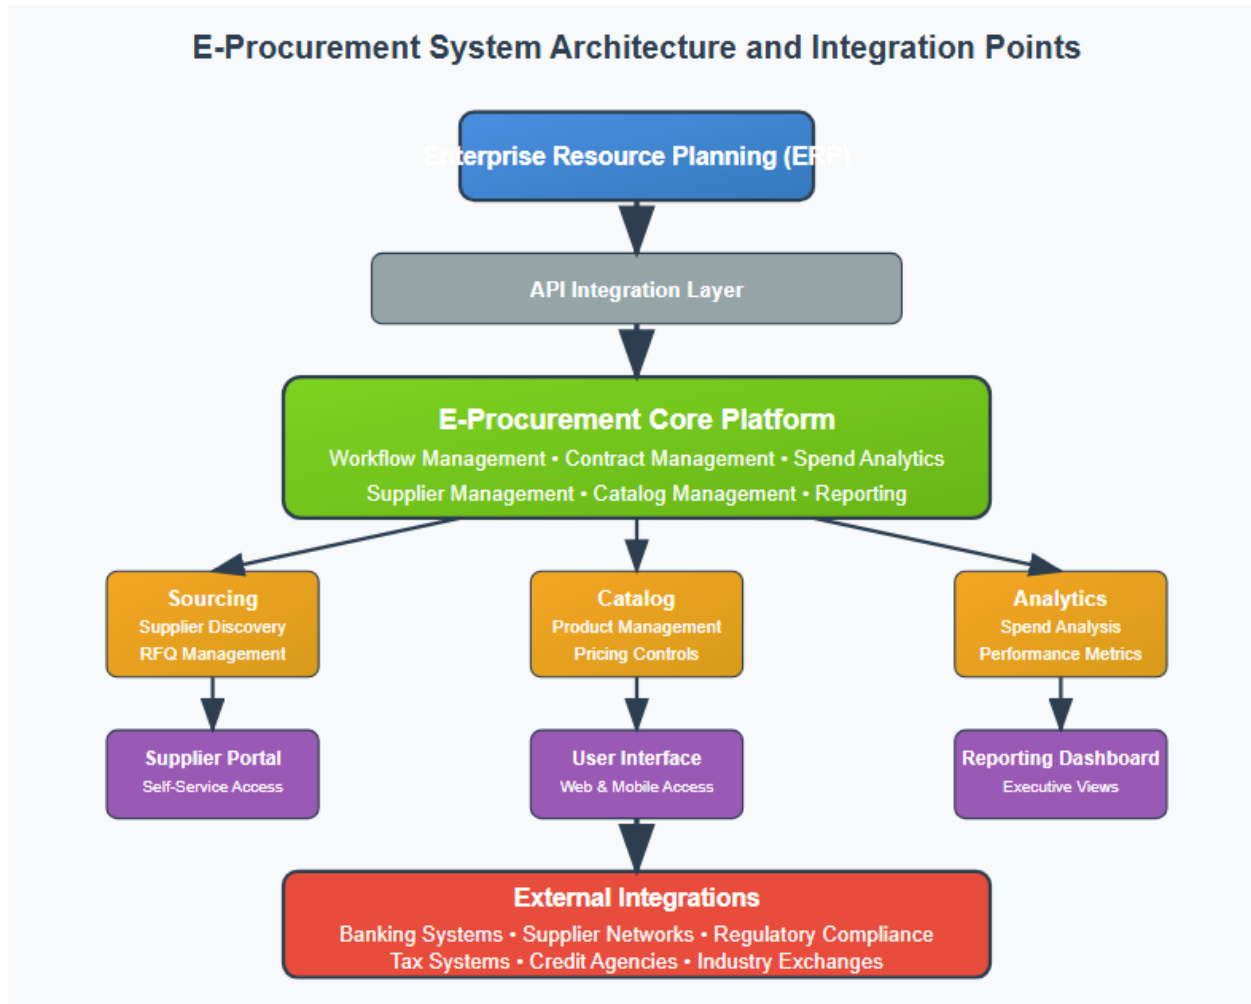 E-Procurement System Architecture and Integration Points
Enterprise Resource Planning (ERP)
API Integration Layer
E-Procurement Core Platform
Workflow Management • Contract Management • Spend Analytics
Supplier Management • Catalog Management • Reporting
Sourcing
Supplier Discovery
RFQ Management
Catalog
Product Management
Pricing Controls
Analytics
Spend Analysis
Performance Metrics
Supplier Portal
Self-Service Access
User Interface
Web & Mobile Access
Reporting Dashboard
Executive Views
External Integrations
Banking Systems • Supplier Networks • Regulatory Compliance
Tax Systems • Credit Agencies • Industry Exchanges